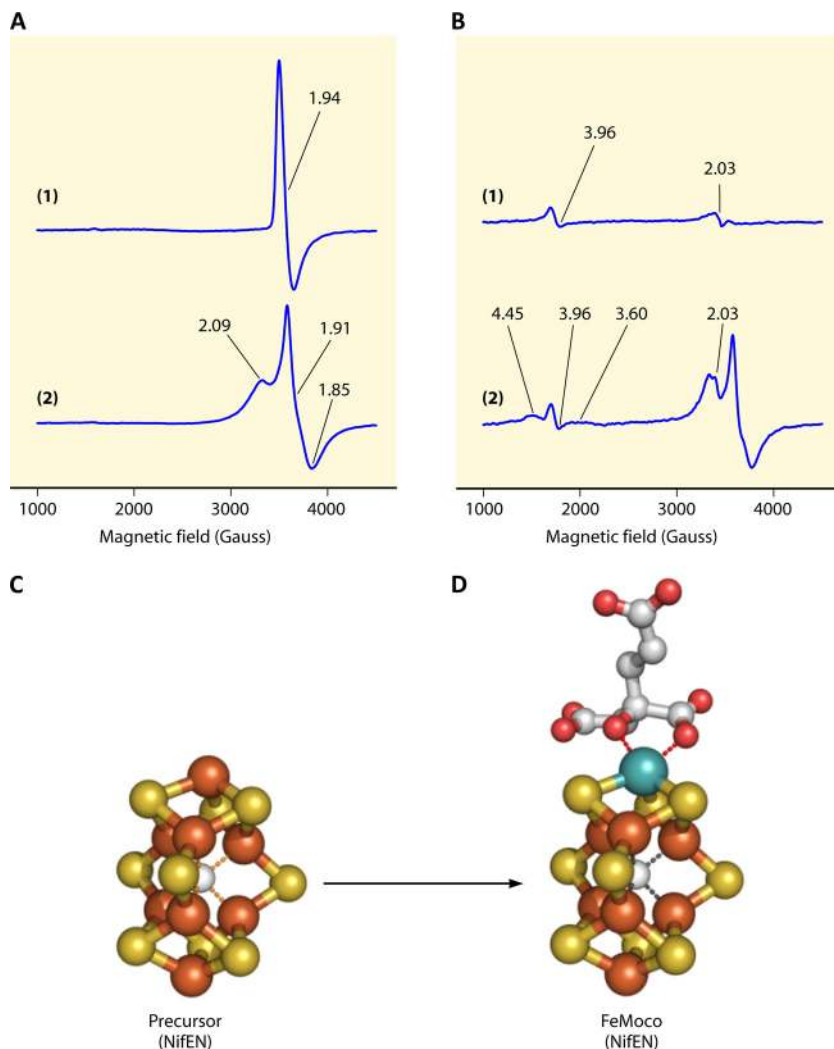 A
1.94
(1)
2.09
1.91
1.85
(2)
1000 2000 3000 4000
Magnetic field (Gauss)
B
3.96
2.03
(1)
4.45 3.96 3.60 2.03
(2)
1000 2000 3000 4000
Magnetic field (Gauss)
C
Precursor
(NifEN)
D
FeMoco
(NifEN)